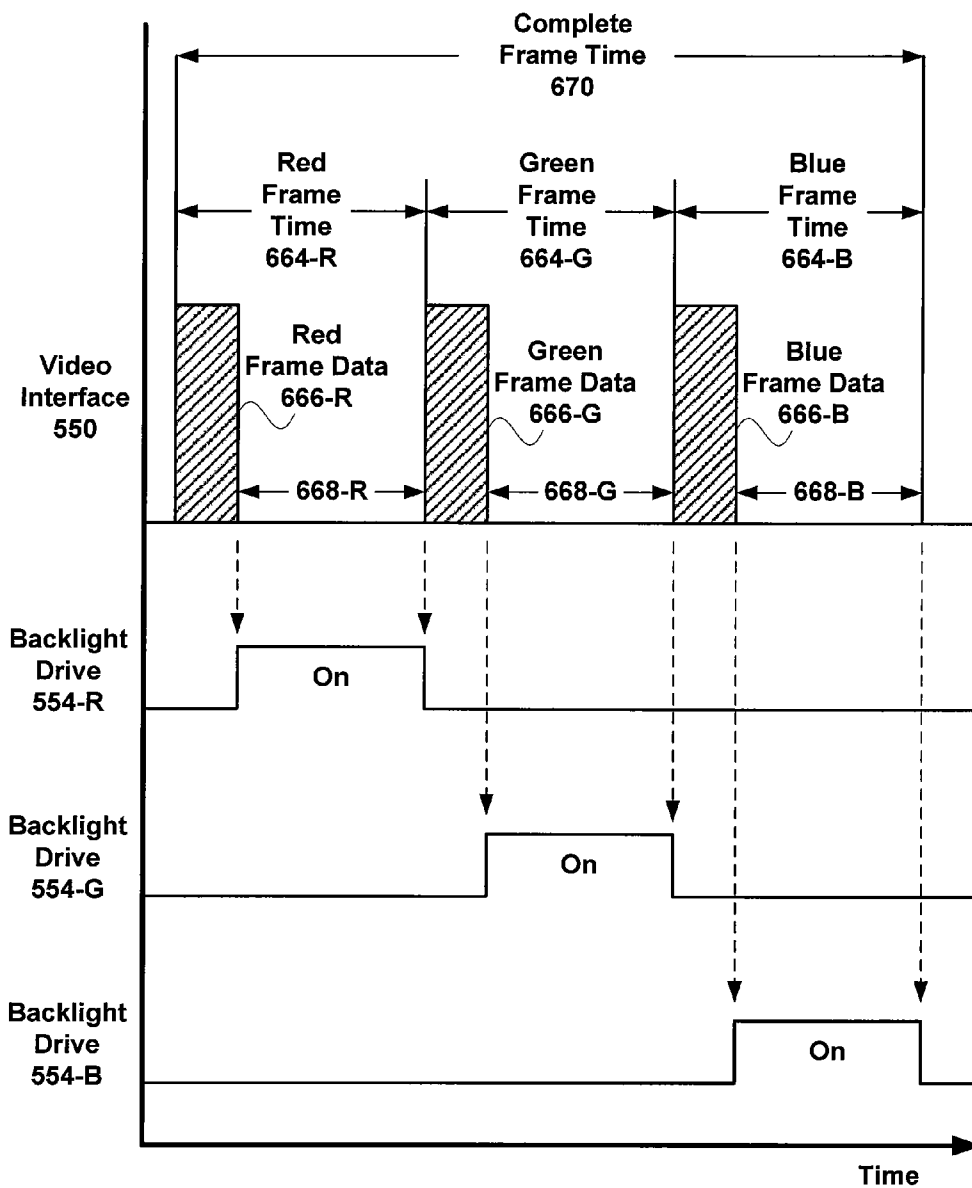 Complete
Frame Time
670
Red
Frame
Time
664-R
Green
Frame
Time
664-G
Blue
Frame
Time
664-B
Video
Interface
550
Red
Frame Data
666-R
Green
Frame Data
666-G
Blue
Frame Data
666-B
668-R
668-G
668-B
Backlight
Drive
554-R
On
Backlight
Drive
554-G
On
Backlight
Drive
554-B
On
Time